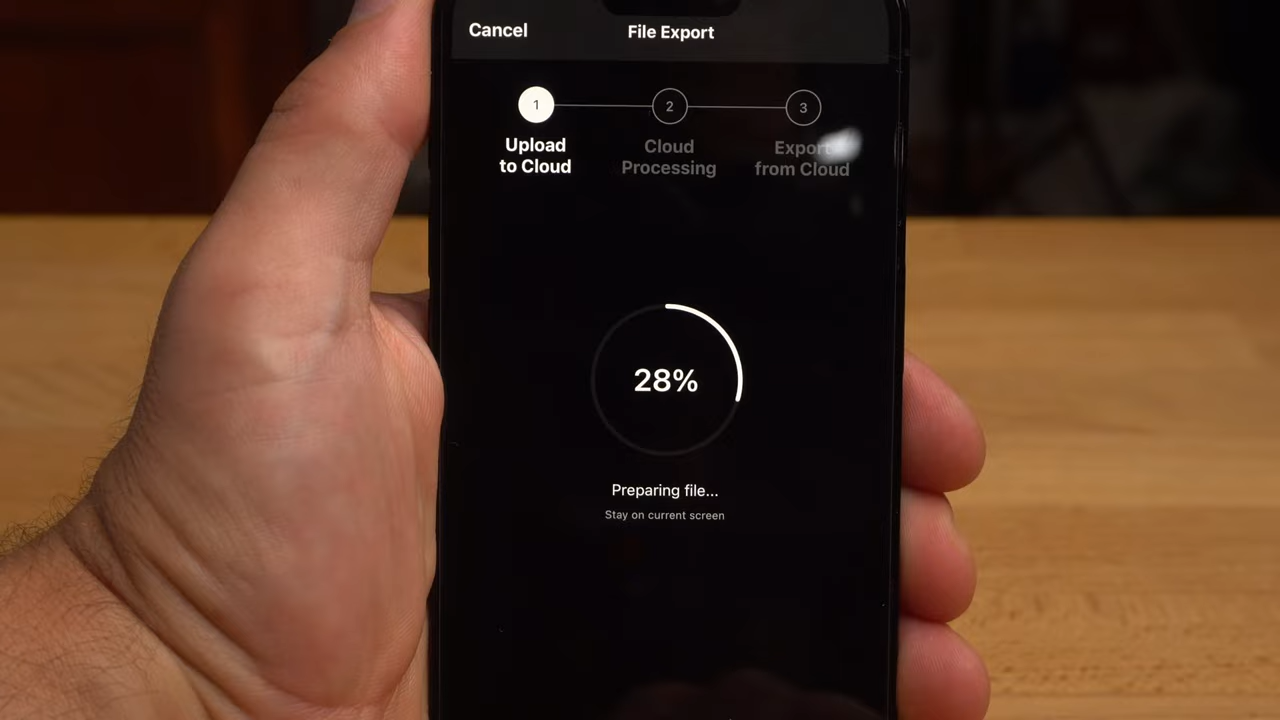 Cancel
File Export
1
2
3
Upload
to Cloud
Cloud
Processing
Export
from Cloud
28%
Preparing file...
Stay on current screen